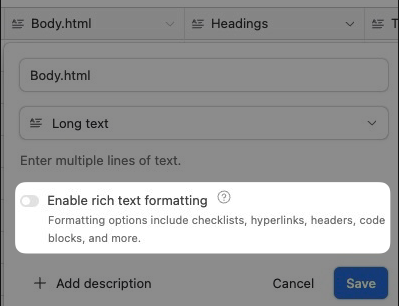 Body.html Headings T
Body.html
Long text
Enter multiple lines of text.
Enable rich text formatting ?
Formatting options include checklists, hyperlinks, headers, code
blocks, and more.
+ Add description Cancel Save